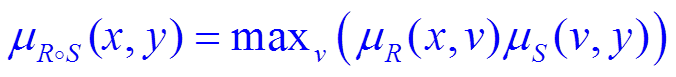 μ_{R∘S}(x, y) = max_v (μ_R(x, v)μ_S(v, y))